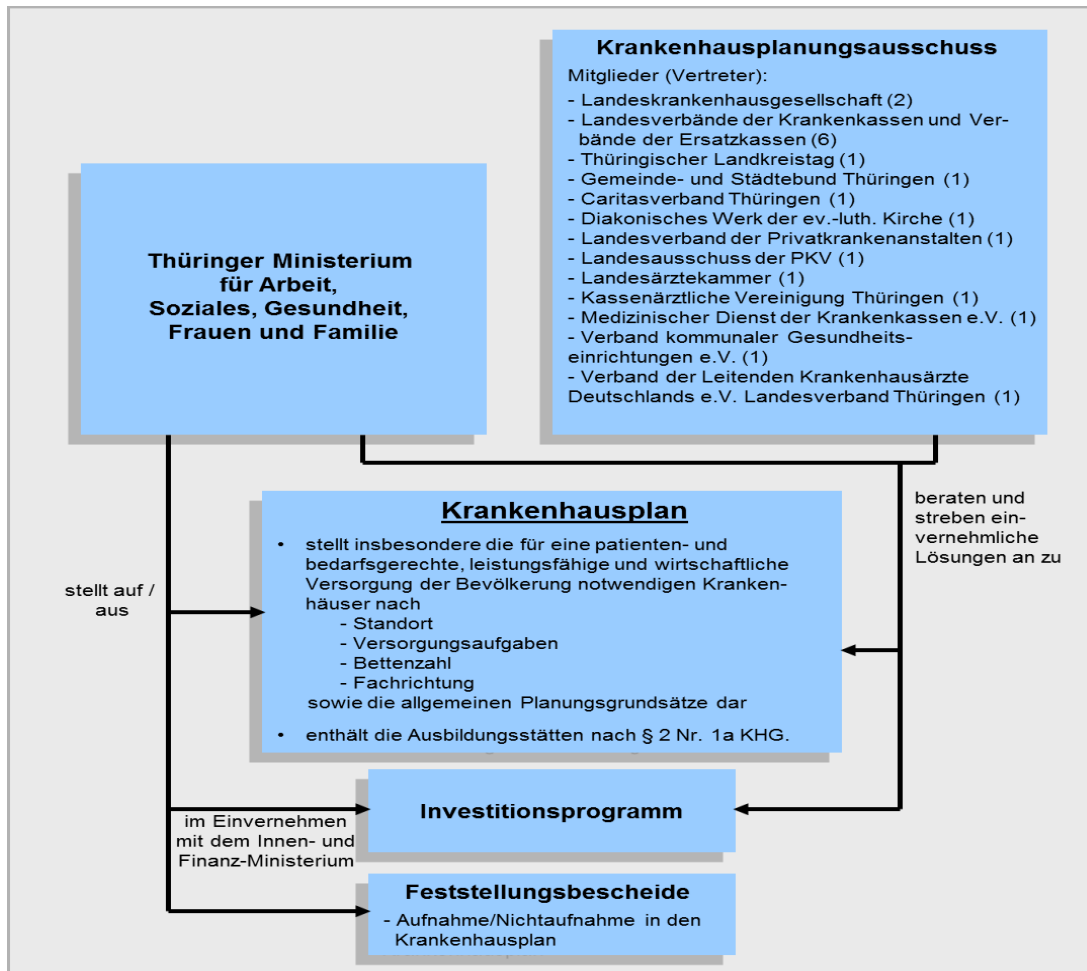 Krankenhausplanungsausschuss
Mitglieder (Vertreter):
- Landeskrankenhausgesellschaft (2)
- Landesverbände der Krankenkassen und Ver-
bände der Ersatzkassen (6)
- Thüringischer Landkreistag (1)
- Gemeinde- und Städtebund Thüringen (1)
- Caritasverband Thüringen (1)
- Diakonisches Werk der ev.-luth. Kirche (1)
- Landesverband der Privatkrankenanstalten (1)
- Landesausschuss der PKV (1)
- Landesärztekammer (1)
- Kassenärztliche Vereinigung Thüringen (1)
- Medizinischer Dienst der Krankenkassen e.V. (1)
- Verband kommunaler Gesundheits-
einrichtungen e.V. (1)
- Verband der Leitenden Krankenhausärzte
Deutschlands e.V. Landesverband Thüringen (1)
Thüringer Ministerium
für Arbeit,
Soziales, Gesundheit,
Frauen und Familie
beraten und
streben ein-
vernehmliche
Lösungen an zu
Krankenhausplan
• stellt insbesondere die für eine patienten- und
bedarfsgerechte, leistungsfähige und wirtschaftliche
Versorgung der Bevölkerung notwendigen Kranken-
häuser nach
- Standort
- Versorgungsaufgaben
- Bettenzahl
- Fachrichtung
sowie die allgemeinen Planungsgrundsätze dar
• enthält die Ausbildungsstätten nach § 2 Nr. 1a KHG.
stellt auf /
aus
Investitionsprogramm
im Einvernehmen
mit dem Innen- und
Finanz-Ministerium
Feststellungsbescheide
- Aufnahme/Nichtaufnahme in den
Krankenhausplan